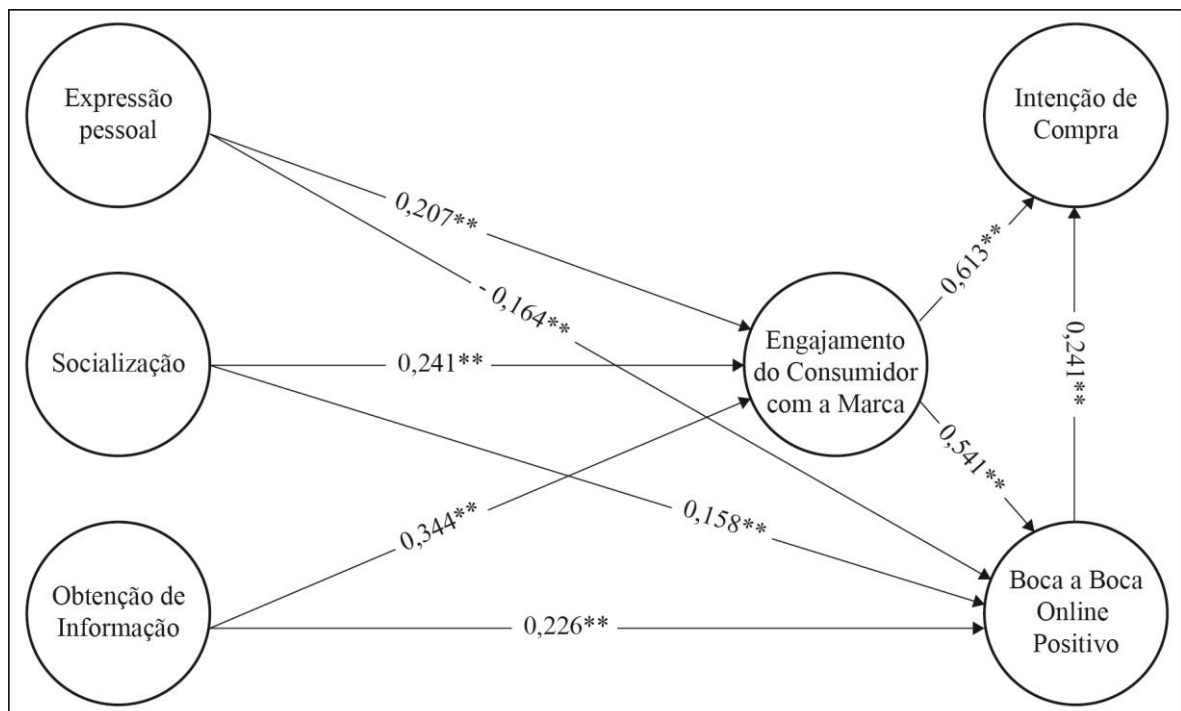 Expressão
pessoal
Intenção de
Compra
0,207**
- 0,164**
0,613**
Socialização
0,241**
Engajamento
do Consumidor
com a Marca
0,241**
0,541**
0,344**
0,158**
Obtenção de
Informação
0,226**
Boca a Boca
Online
Positivo